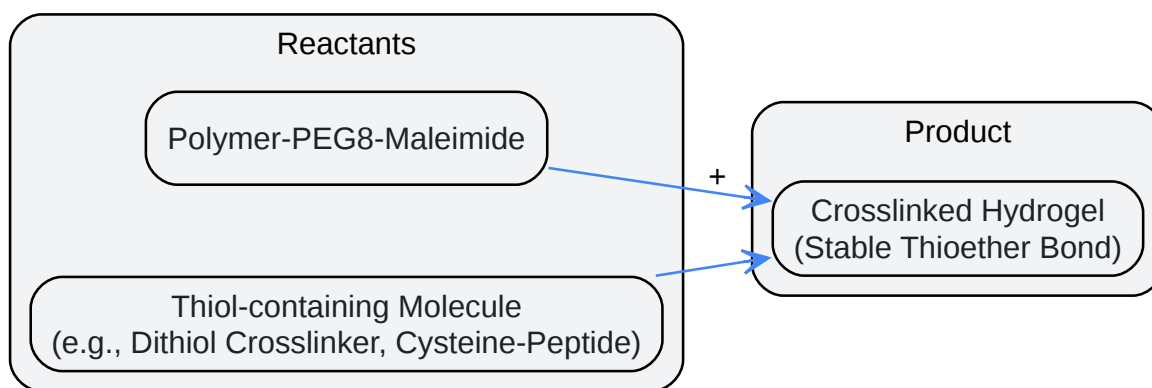 Reactants
Polymer-PEG8-Maleimide
Thiol-containing Molecule
(e.g., Dithiol Crosslinker, Cysteine-Peptide)
+
Product
Crosslinked Hydrogel
(Stable Thioether Bond)